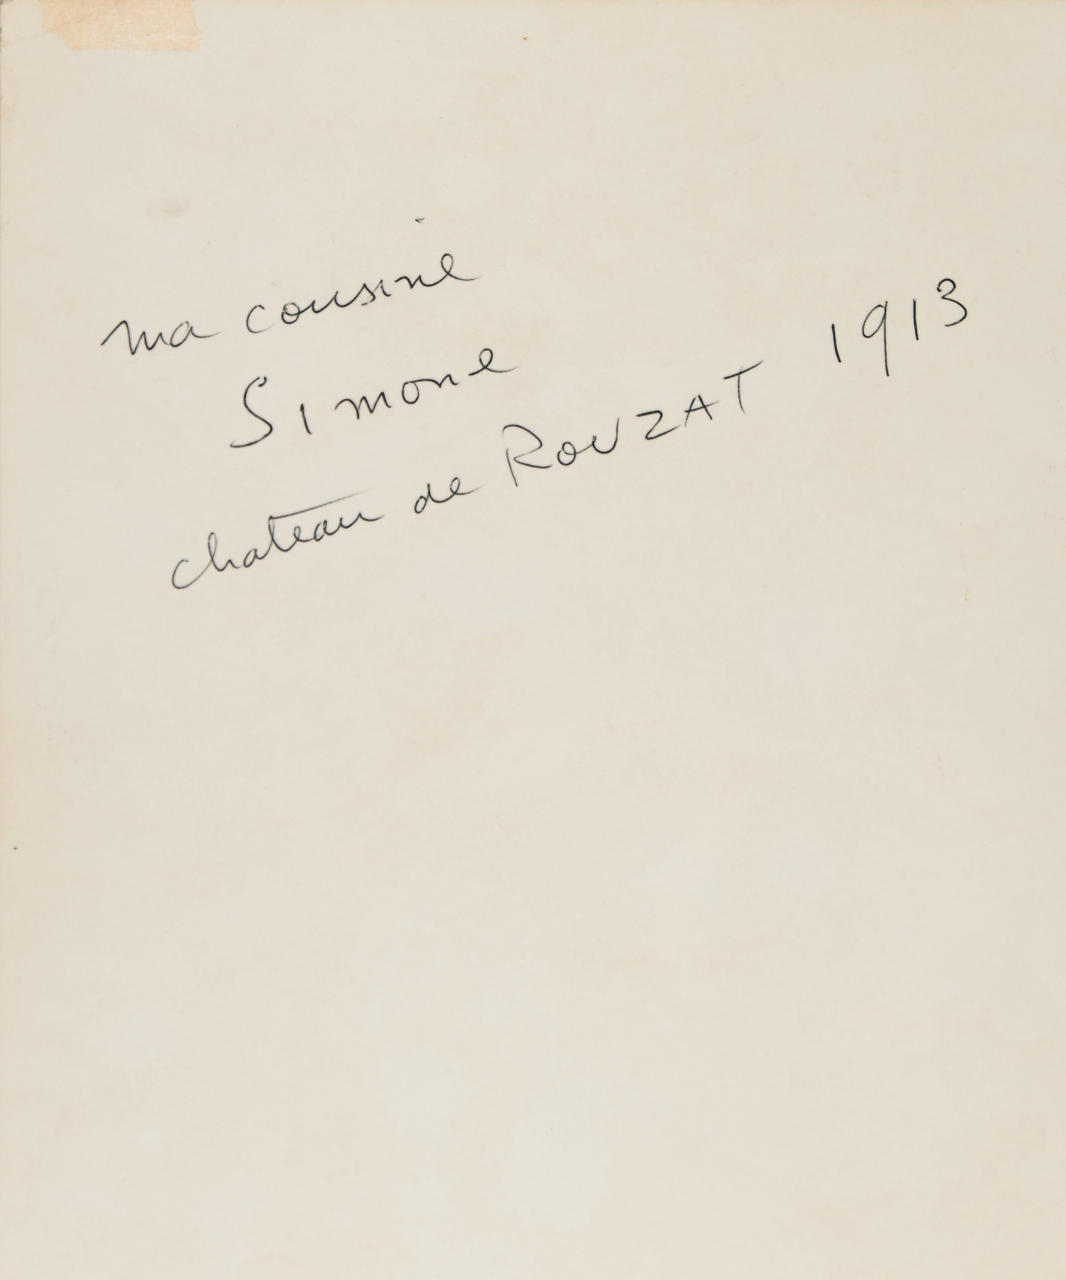 ma cousine
Simone
chateau de RouZAT 1913